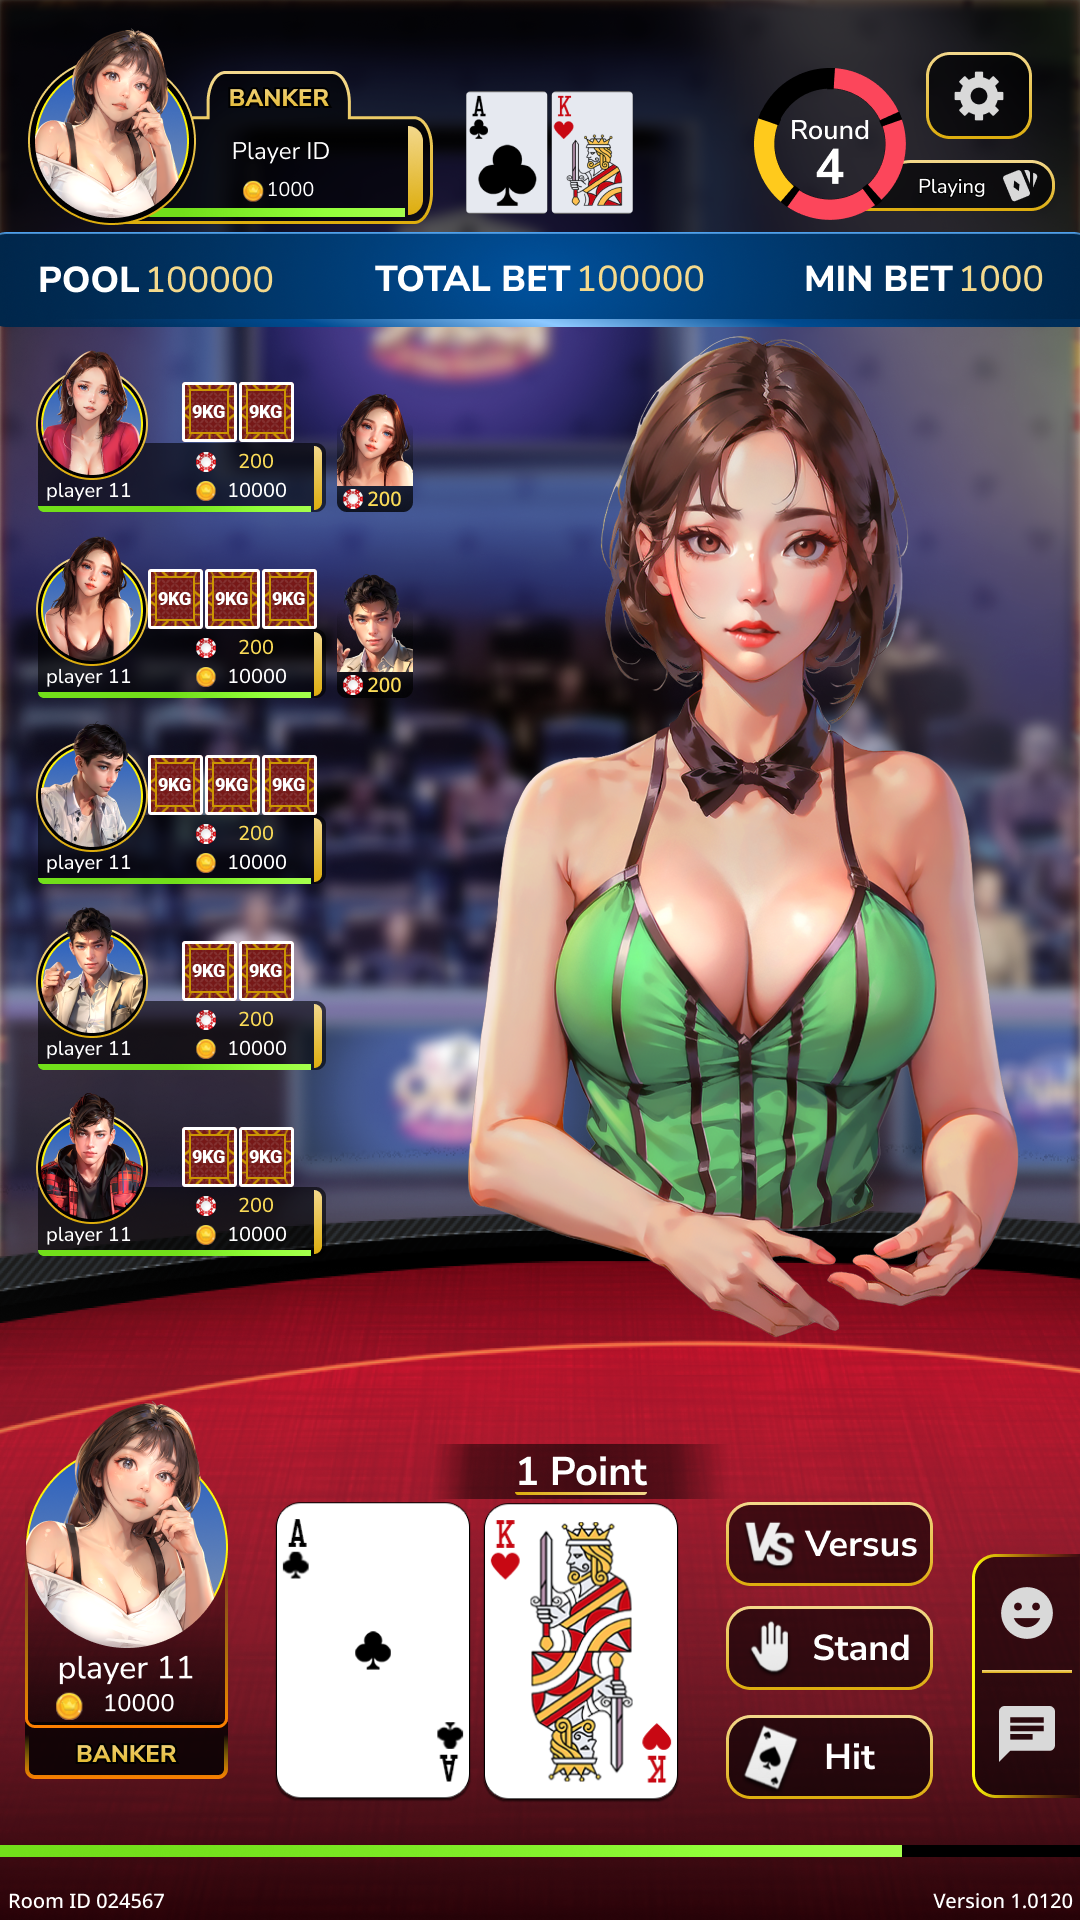 BANKER
Player ID
1000
A
K
Round
4
Playing
POOL 100000
TOTAL BET 100000
MIN BET 1000
9KG 9KG
200
player 11
10000
200
9KG 9KG 9KG
200
player 11
10000
200
9KG 9KG 9KG
200
player 11
10000
9KG 9KG
200
player 11
10000
9KG 9KG
200
player 11
10000
1 Point
A
A
K
K
VS Versus
Stand
Hit
player 11
10000
BANKER
Room ID 024567
Version 1.0120